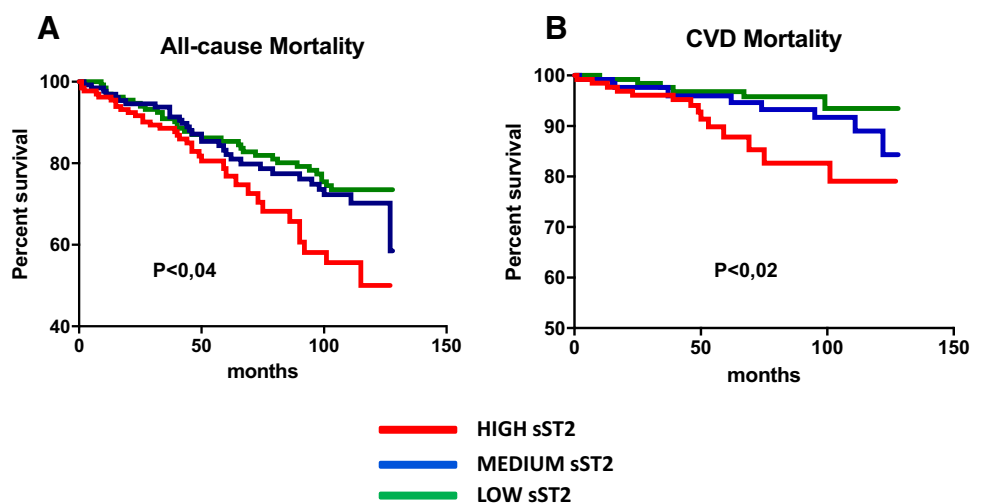 A
All-cause Mortality
Percent survival
100
80
60
40
P<0,04
0
50
100
150
months
B
CVD Mortality
Percent survival
100
90
80
70
60
50
P<0,02
0
50
100
150
months
HIGH sST2
MEDIUM sST2
LOW sST2